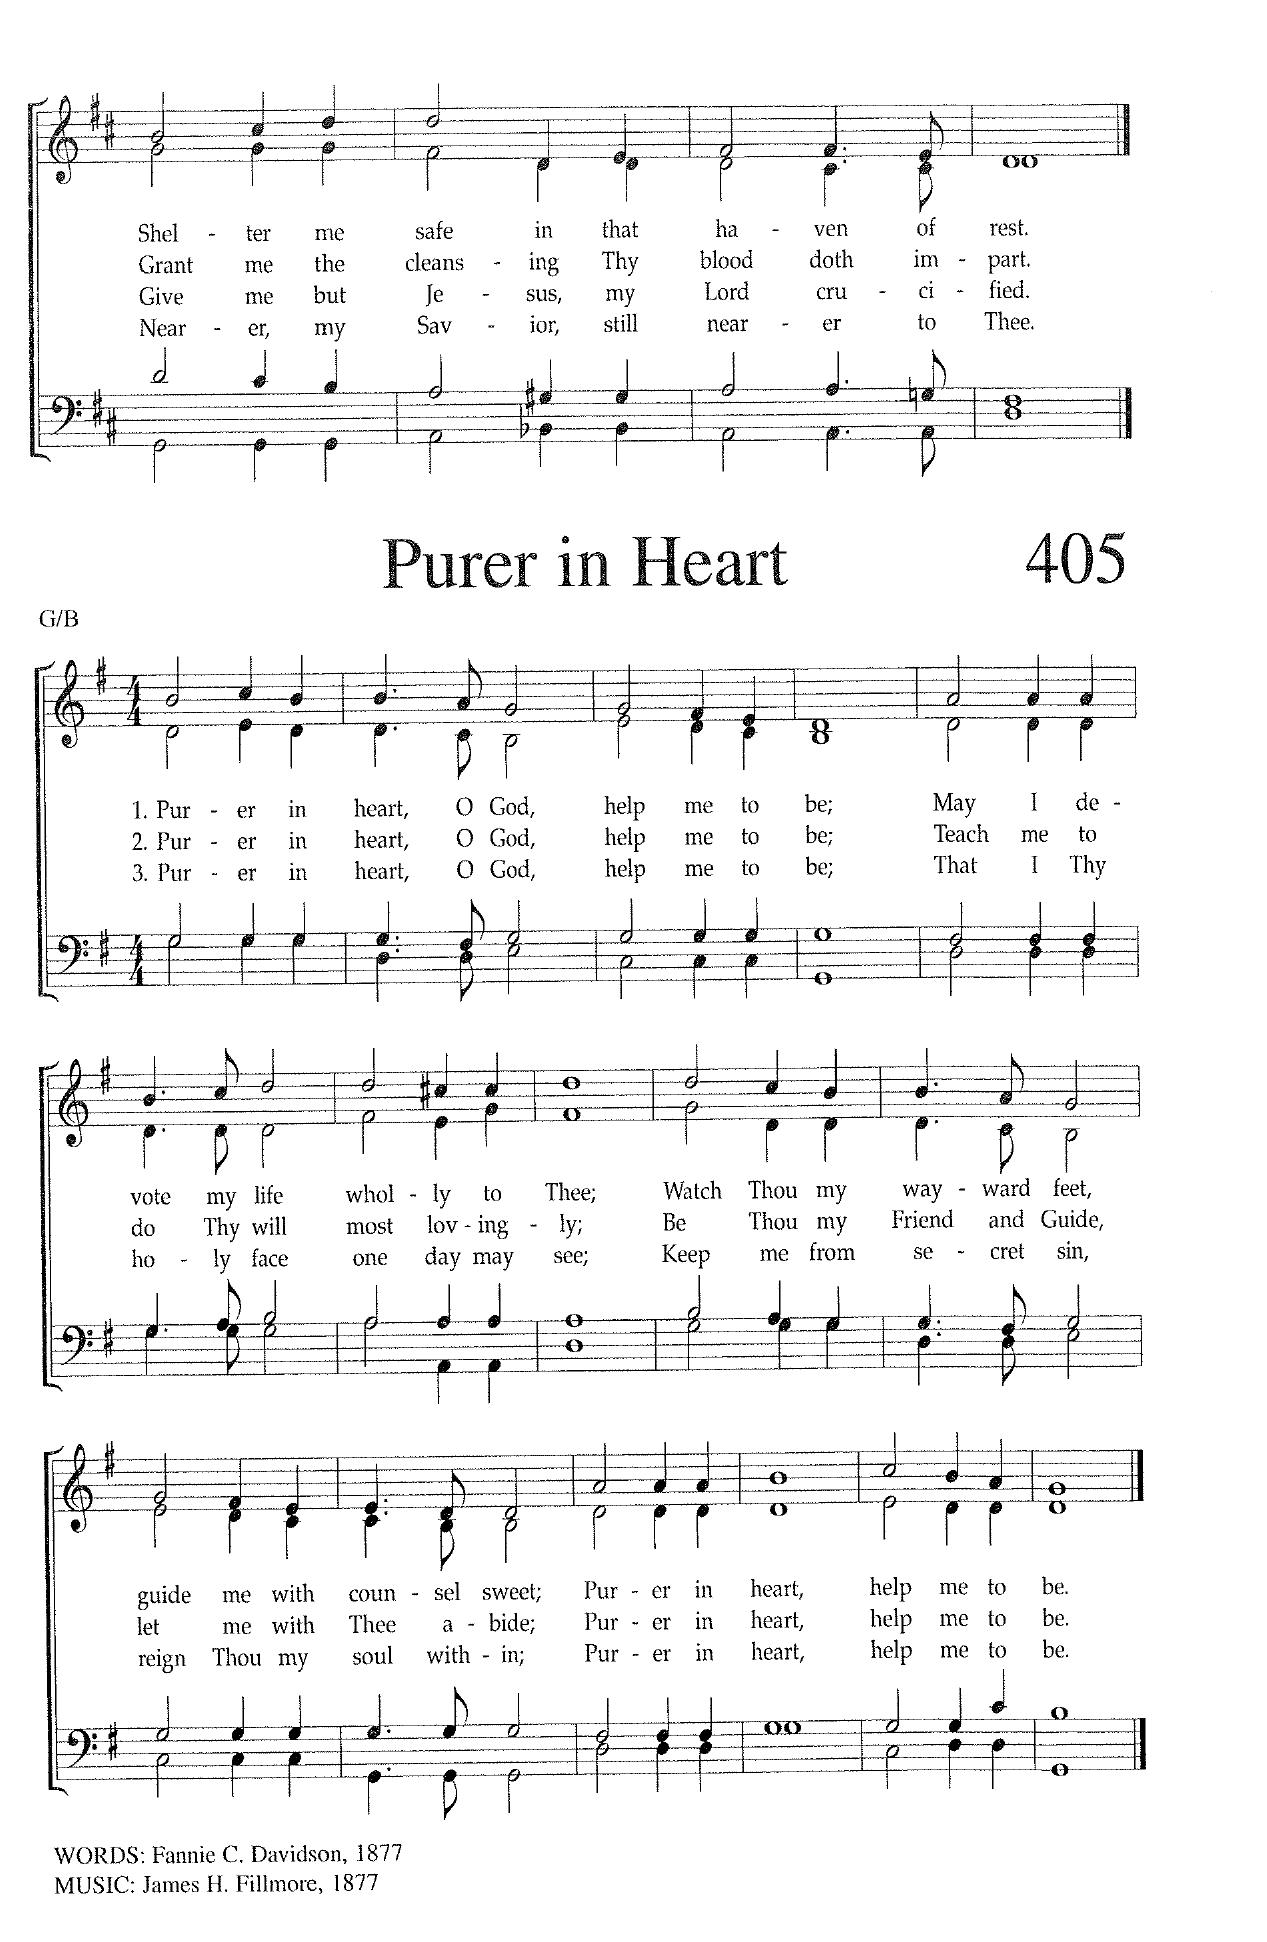 Shel - ter me safe in that ha - ven of rest.
Grant me the cleans - ing Thy blood doth im - part.
Give me but Je - sus, my Lord cru - ci - fied.
Near - er, my Sav - ior, still near - er to Thee.
Purer in Heart 405
G/B
1. Pur - er in heart, O God, help me to be; May I de -
2. Pur - er in heart, O God, help me to be; Teach me to
3. Pur - er in heart, O God, help me to be; That I Thy
vote my life whol - ly to Thee; Watch Thou my way - ward feet,
do Thy will most lov - ing - ly; Be Thou my Friend and Guide,
ho - ly face one day may see; Keep me from se - cret sin,
guide me with coun - sel sweet; Pur - er in heart, help me to be.
let me with Thee a - bide; Pur - er in heart, help me to be.
reign Thou my soul with - in; Pur - er in heart, help me to be.
WORDS: Fannie C. Davidson, 1877
MUSIC: James H. Fillmore, 1877